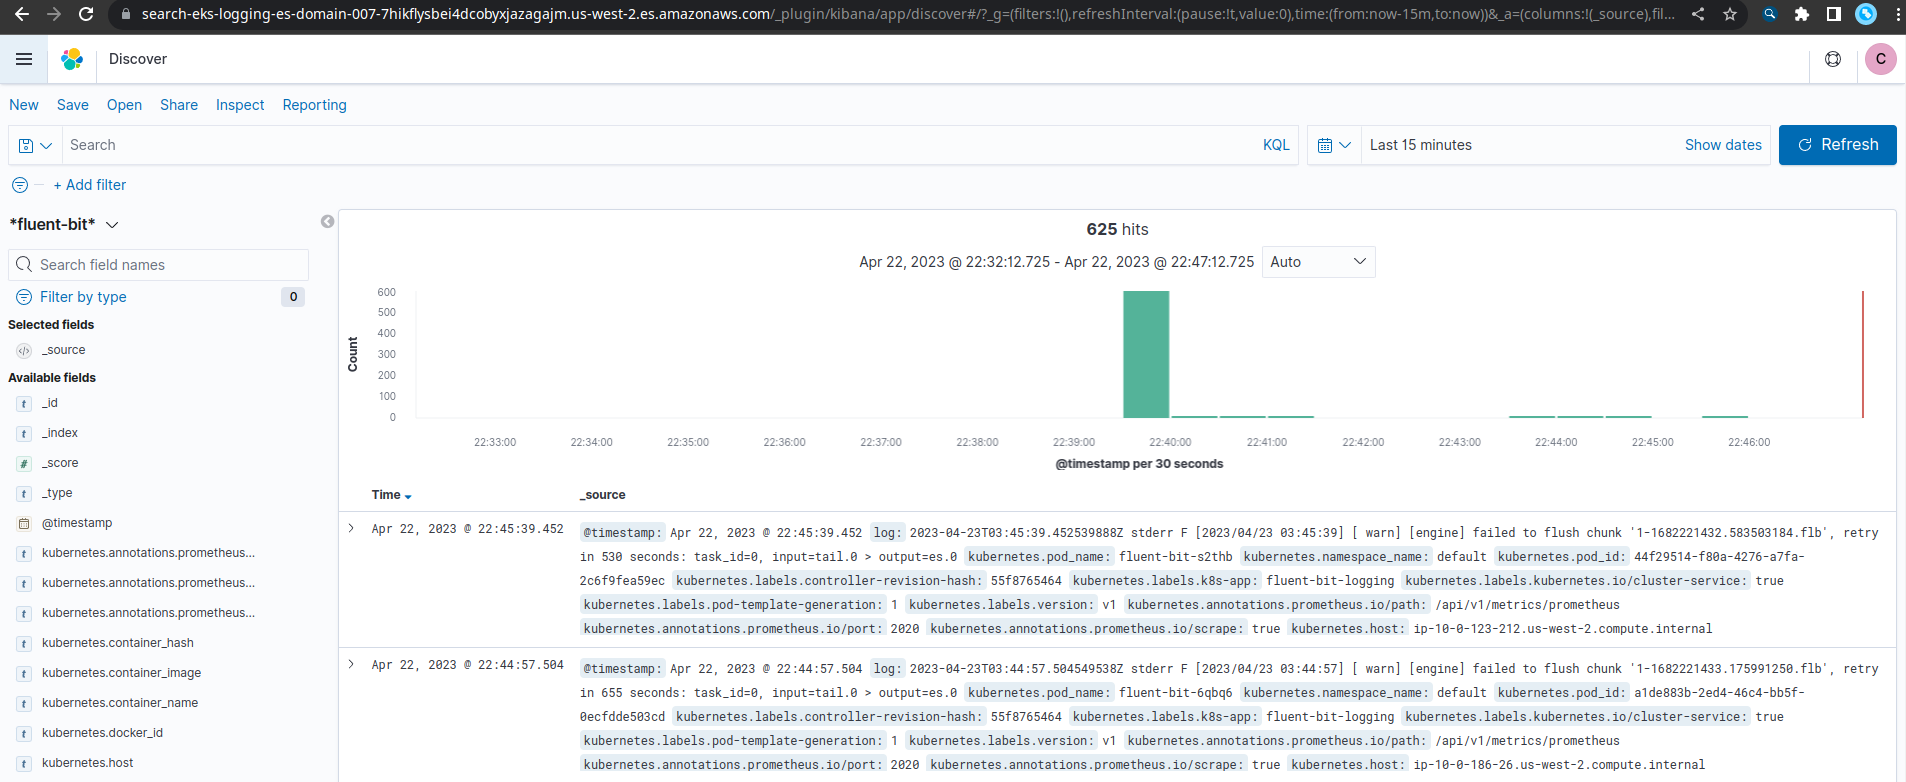 search-eks-logging-es-domain-007-7hikflysbei4dcobyxjazagajm.us-west-2.es.amazonaws.com/_plugin/kibana/app/discover#/?_g=(filters:!(),refreshInterval:(pause:!t,value:0),time:(from:now-15m,to:now))&_a=(columns:!(_source),fil...
Discover
C
New Save Open Share Inspect Reporting
Search KQL Last 15 minutes Show dates Refresh
+ Add filter
*fluent-bit*
Search field names
Filter by type 0
Selected fields
_source
Available fields
_id
_index
_score
_type
@timestamp
kubernetes.annotations.prometheus...
kubernetes.annotations.prometheus...
kubernetes.annotations.prometheus...
kubernetes.container_hash
kubernetes.container_image
kubernetes.container_name
kubernetes.docker_id
kubernetes.host
625 hits
Apr 22, 2023 @ 22:32:12.725 - Apr 22, 2023 @ 22:47:12.725 Auto
600
500
400
300
200
100
0
Count
22:33:00 22:34:00 22:35:00 22:36:00 22:37:00 22:38:00 22:39:00 22:40:00 22:41:00 22:42:00 22:43:00 22:44:00 22:45:00 22:46:00
@timestamp per 30 seconds
Time _source
Apr 22, 2023 @ 22:45:39.452
@timestamp: Apr 22, 2023 @ 22:45:39.452 log: 2023-04-23T03:45:39.452539888Z stderr F [2023/04/23 03:45:39] [ warn] [engine] failed to flush chunk '1-1682221432.583503184.flb', retry
in 530 seconds: task_id=0, input=tail.0 > output=es.0 kubernetes.pod_name: fluent-bit-s2thb kubernetes.namespace_name: default kubernetes.pod_id: 44f29514-f80a-4276-a7fa-
2c6f9fea59ec kubernetes.labels.controller-revision-hash: 55f8765464 kubernetes.labels.k8s-app: fluent-bit-logging kubernetes.labels.kubernetes.io/cluster-service: true
kubernetes.labels.pod-template-generation: 1 kubernetes.labels.version: v1 kubernetes.annotations.prometheus.io/path: /api/v1/metrics/prometheus
kubernetes.annotations.prometheus.io/port: 2020 kubernetes.annotations.prometheus.io/scrape: true kubernetes.host: ip-10-0-123-212.us-west-2.compute.internal
Apr 22, 2023 @ 22:44:57.504
@timestamp: Apr 22, 2023 @ 22:44:57.504 log: 2023-04-23T03:44:57.504549538Z stderr F [2023/04/23 03:44:57] [ warn] [engine] failed to flush chunk '1-1682221433.175991250.flb', retry
in 655 seconds: task_id=0, input=tail.0 > output=es.0 kubernetes.pod_name: fluent-bit-6qbq6 kubernetes.namespace_name: default kubernetes.pod_id: a1de883b-2ed4-46c4-bb5f-
0ecfdde503cd kubernetes.labels.controller-revision-hash: 55f8765464 kubernetes.labels.k8s-app: fluent-bit-logging kubernetes.labels.kubernetes.io/cluster-service: true
kubernetes.labels.pod-template-generation: 1 kubernetes.labels.version: v1 kubernetes.annotations.prometheus.io/path: /api/v1/metrics/prometheus
kubernetes.annotations.prometheus.io/port: 2020 kubernetes.annotations.prometheus.io/scrape: true kubernetes.host: ip-10-0-186-26.us-west-2.compute.internal